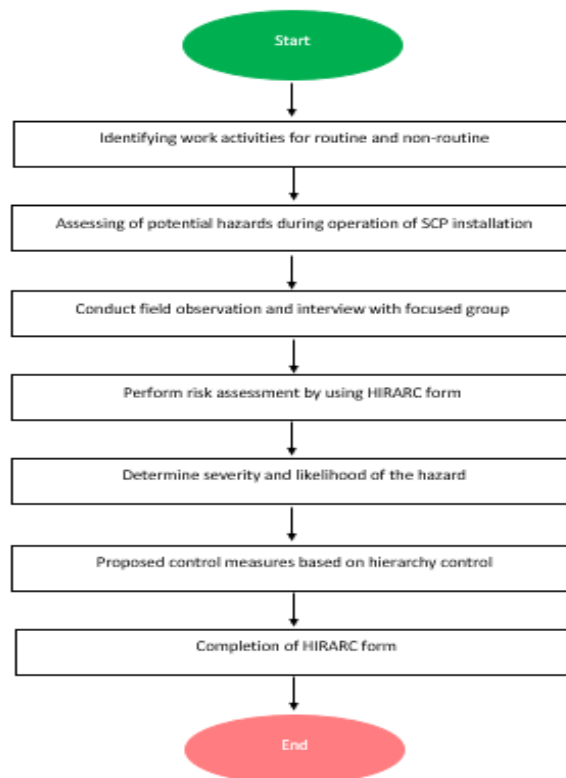 Start
Identifying work activities for routine and non-routine
Assessing of potential hazards during operation of SCP installation
Conduct field observation and interview with focused group
Perform risk assessment by using HIRARC form
Determine severity and likelihood of the hazard
Proposed control measures based on hierarchy control
Completion of HIRARC form
End